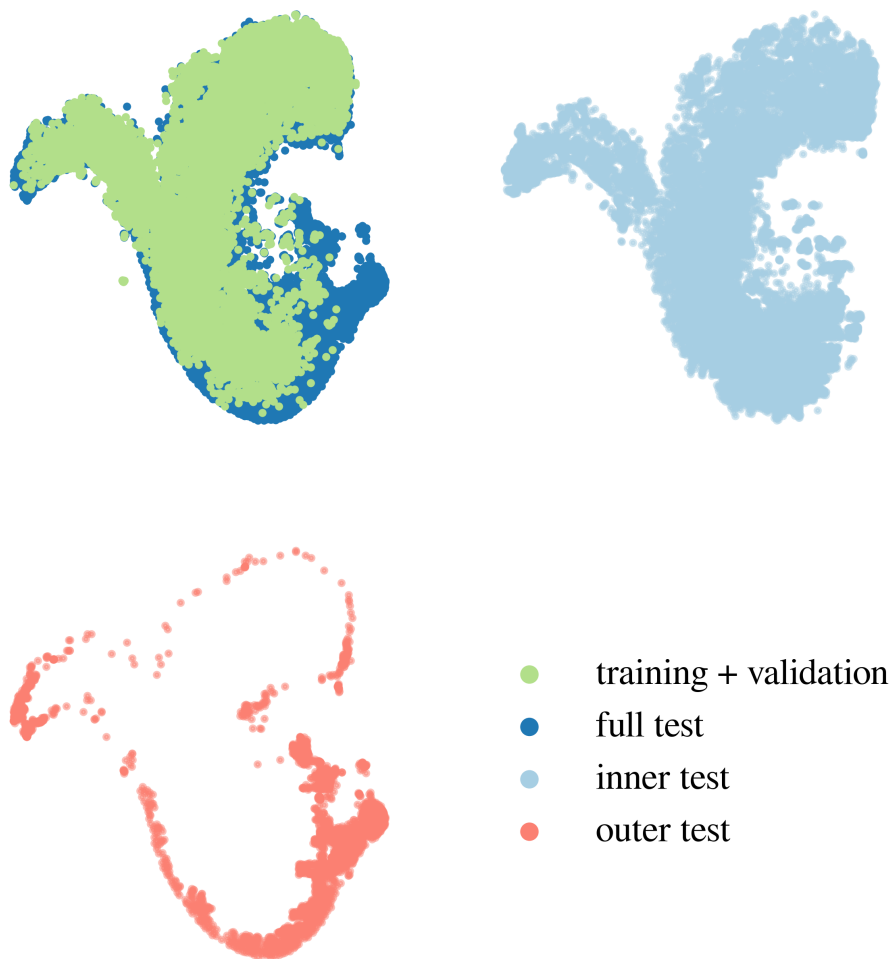 training + validation
full test
inner test
outer test